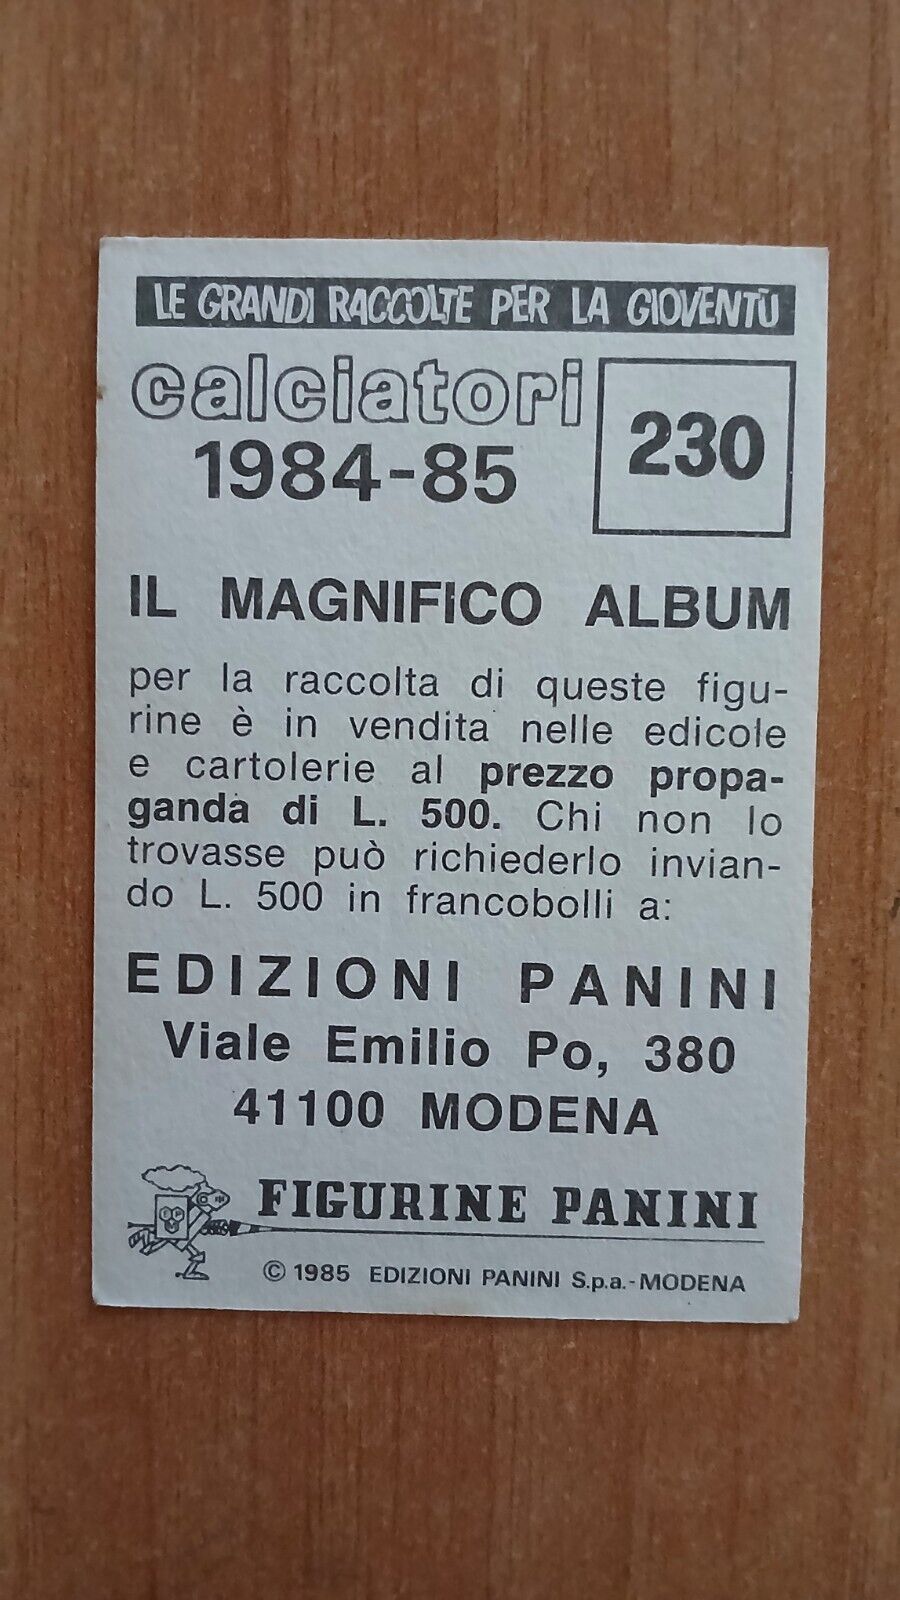 LE GRANDI RACCOLTE PER LA GIOVENTÙ
calciatori
1984-85
230
IL MAGNIFICO ALBUM
per la raccolta di queste figu-
rine è in vendita nelle edicole
e cartolerie al prezzo propa-
ganda di L. 500. Chi non lo
trovasse può richiederlo invian-
do L. 500 in francobolli a:
EDIZIONI PANINI
Viale Emilio Po, 380
41100 MODENA
FIGURINE PANINI
© 1985 EDIZIONI PANINI S.p.a.-MODENA